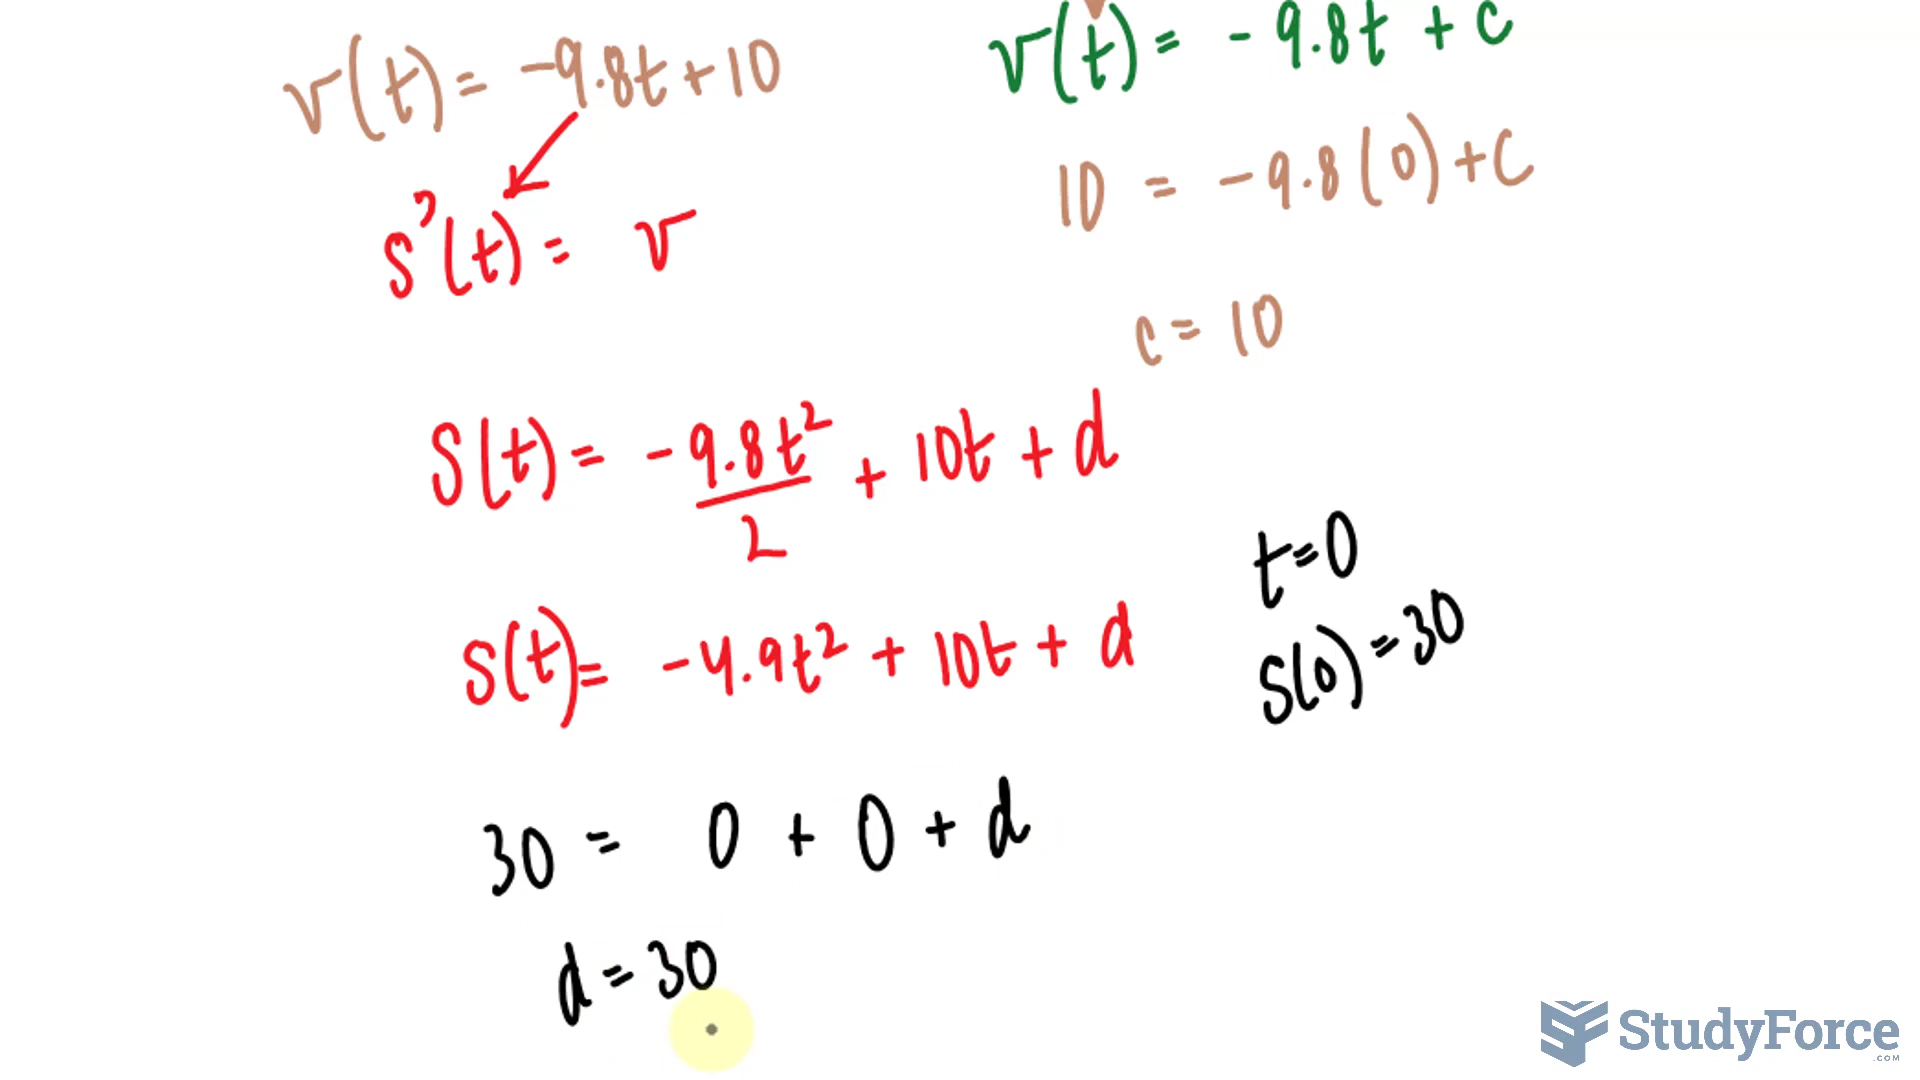 v(t) = -9.8t + 10
s'(t) = v
v(t) = -9.8t + c
10 = -9.8(0) + c
c = 10
s(t) = -9.8t²/2 + 10t + d
s(t) = -4.9t² + 10t + d
t=0
s(0) = 30
30 = 0 + 0 + d
d = 30
StudyForce
.COM